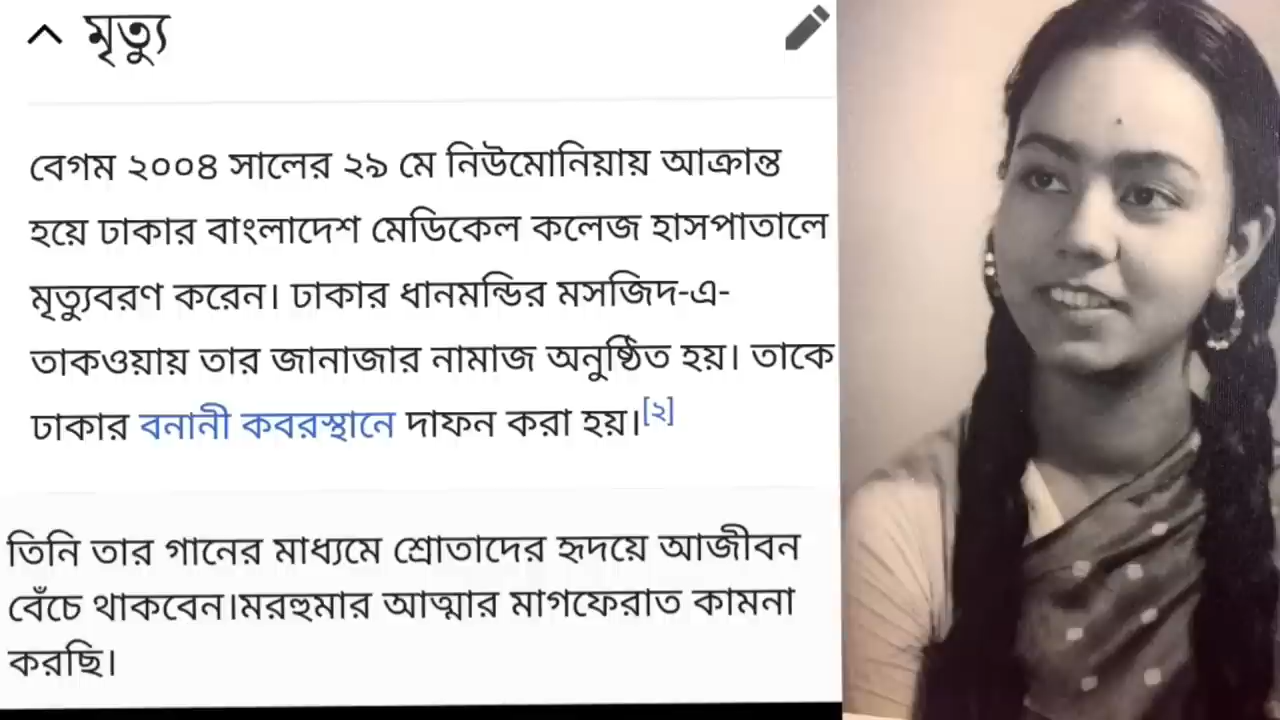 মৃত্যু
বেগম ২০০৪ সালের ২৯ মে নিউমোনিয়ায় আক্রান্ত
হয়ে ঢাকার বাংলাদেশ মেডিকেল কলেজ হাসপাতালে
মৃত্যুবরণ করেন। ঢাকার ধানমন্ডির মসজিদ-এ-
তাকওয়ায় তার জানাজার নামাজ অনুষ্ঠিত হয়। তাকে
ঢাকার বনানী কবরস্থানে দাফন করা হয়।[২]
তিনি তার গানের মাধ্যমে শ্রোতাদের হৃদয়ে আজীবন
বেঁচে থাকবেন।মরহুমার আত্মার মাগফেরাত কামনা
করছি।